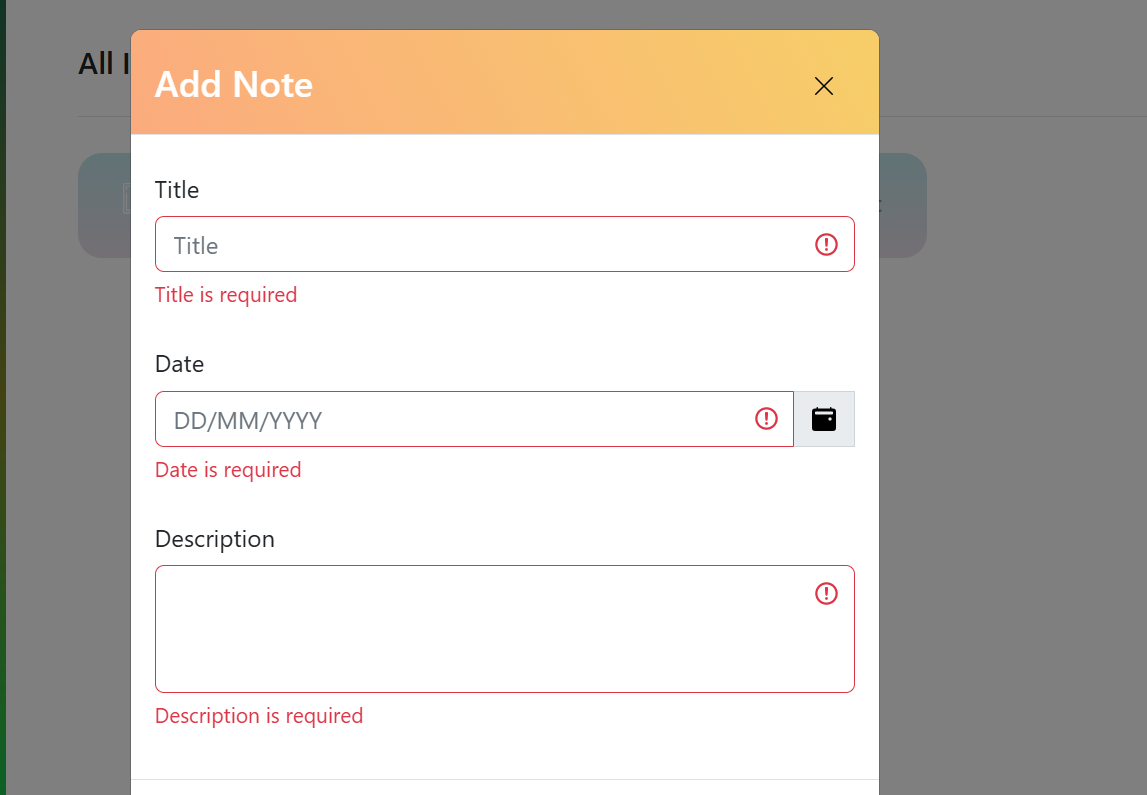 All
Add Note
Title
Title
Title is required
Date
DD/MM/YYYY
Date is required
Description
Description is required